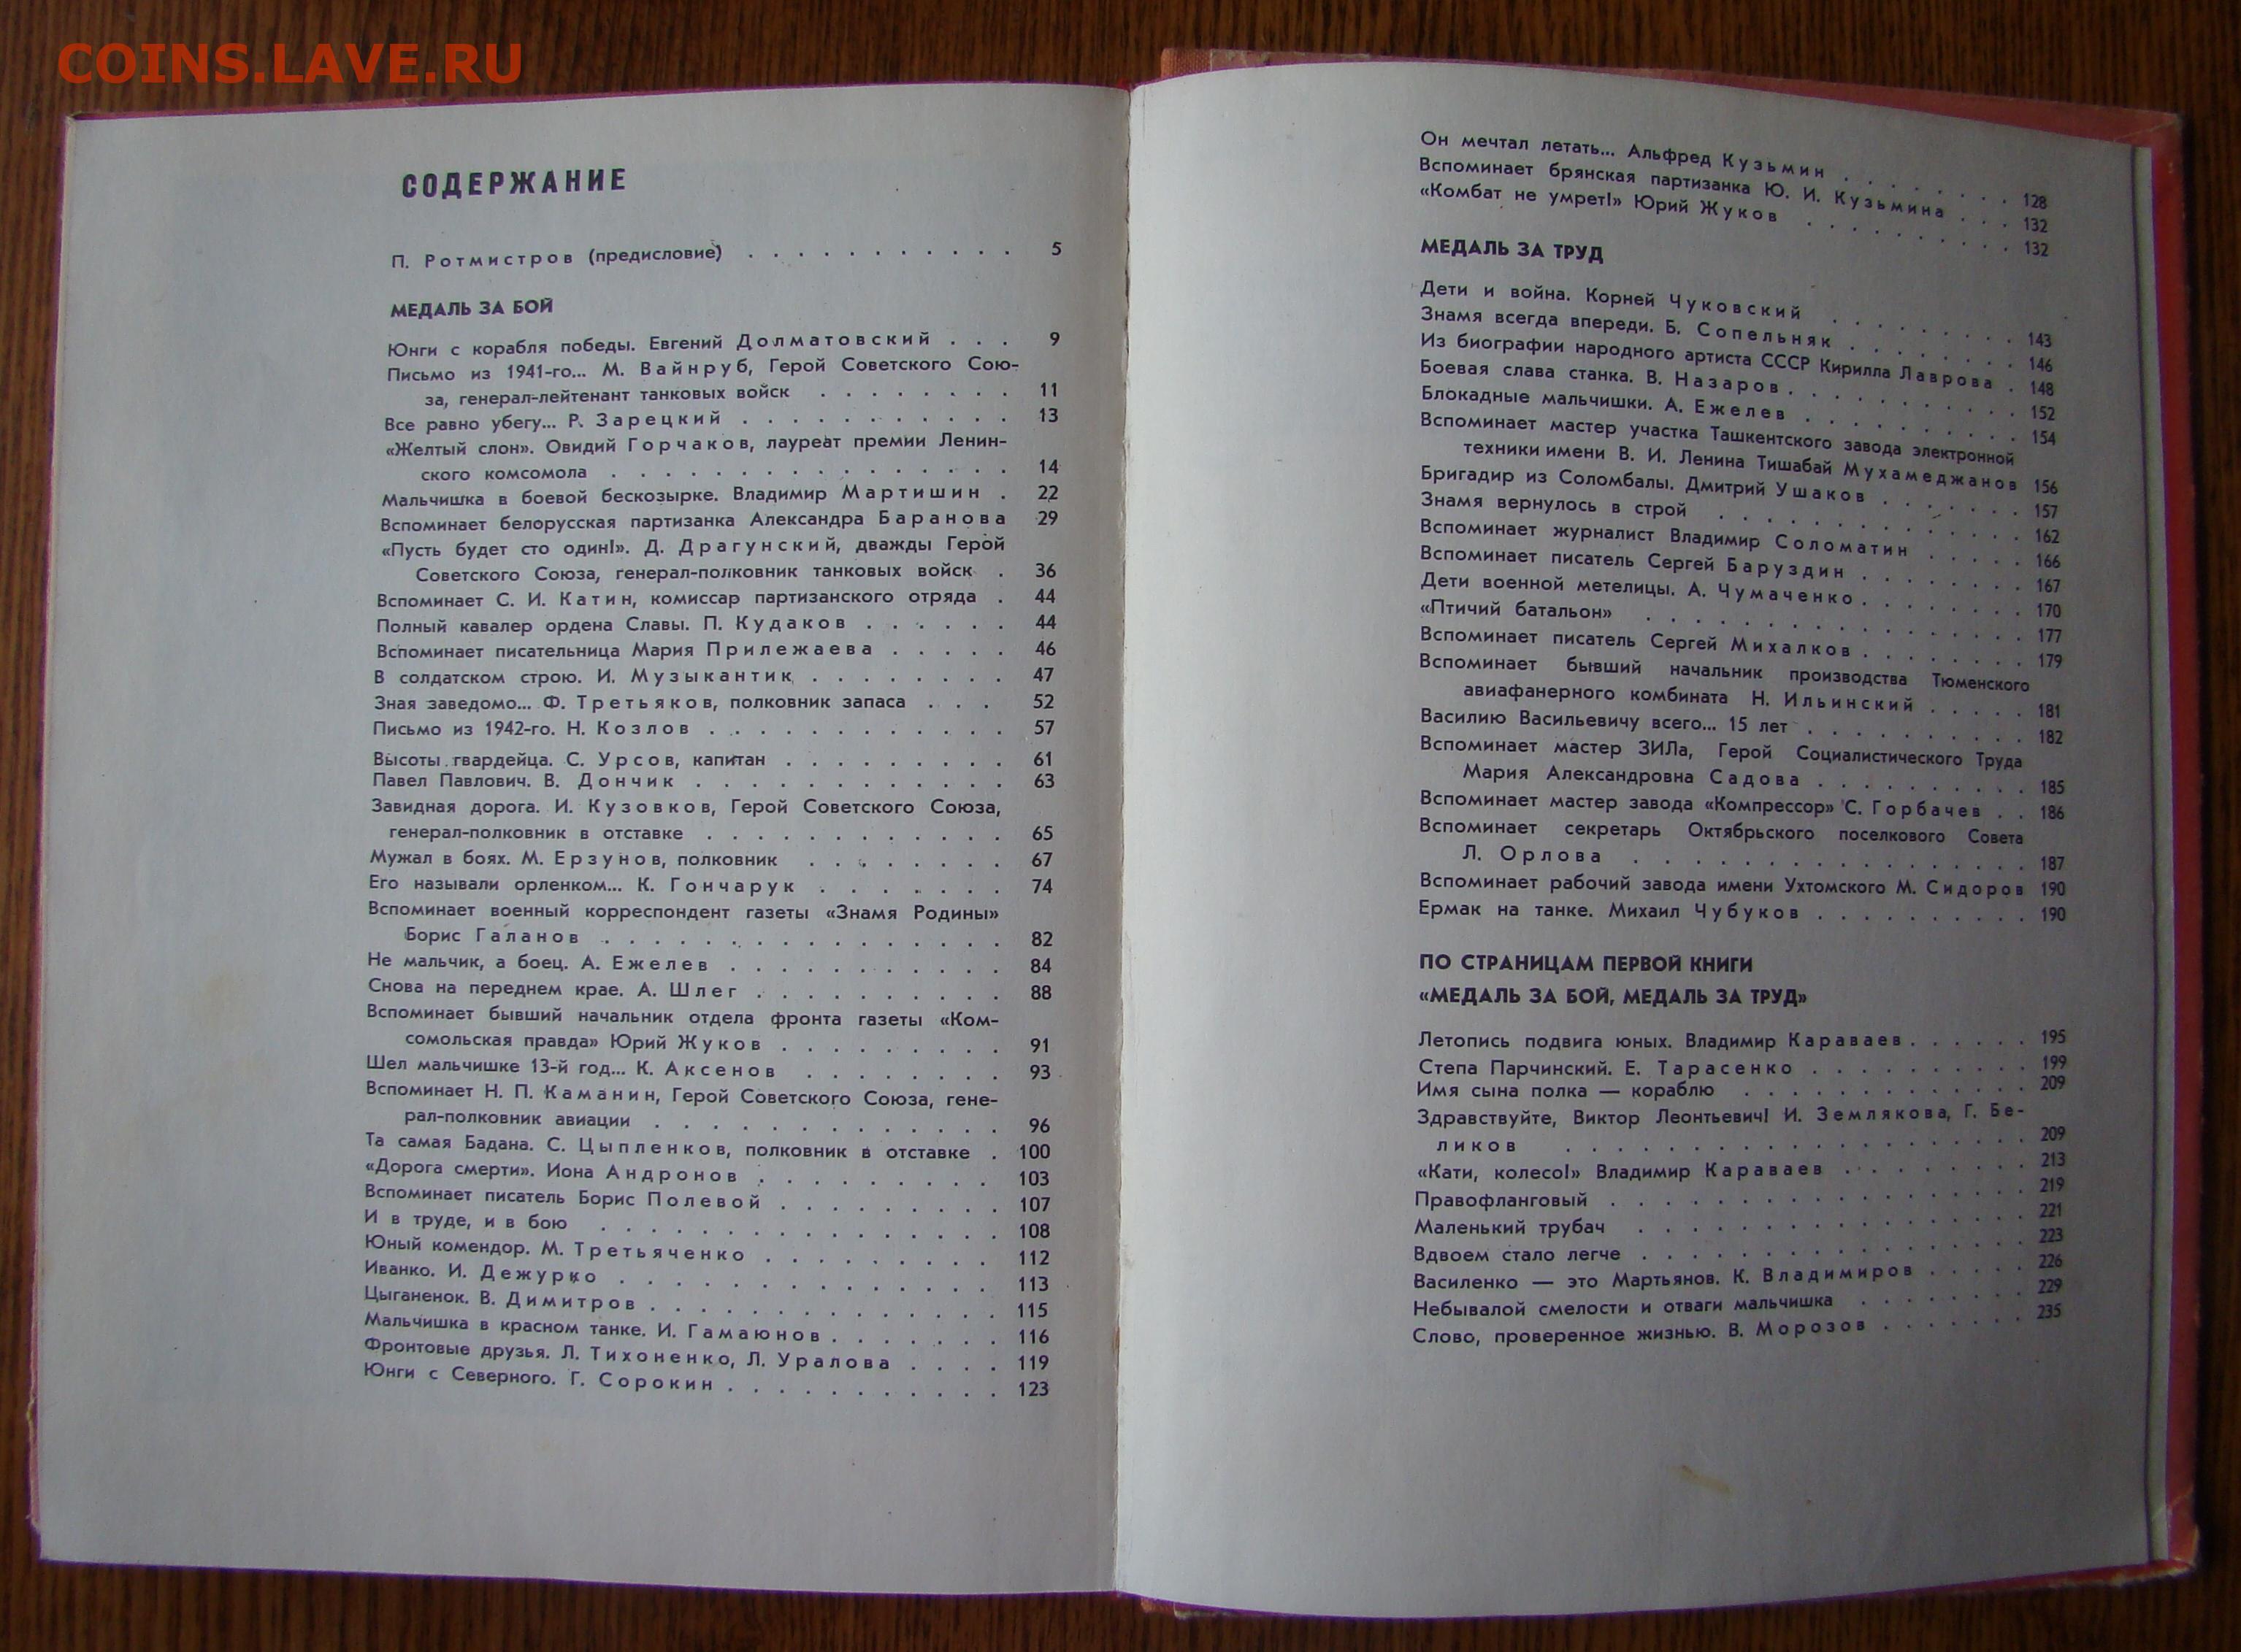 COINS.LAVE.RU
СОДЕРЖАНИЕ
П. Ротмистров (предисловие) . . . . . . . . . . . 5
МЕДАЛЬ ЗА БОЙ
Юнги с корабля победы. Евгений Долматовский . . . 9
Письмо из 1941-го... М. Вайнруб, Герой Советского Сою-
за, генерал-лейтенант танковых войск . . . . . . . . 11
Все равно убегу... Р. Зарецкий . . . . . . . . . . . 13
«Желтый слон». Овидий Горчаков, лауреат премии Ленин-
ского комсомола . . . . . . . . . . . . . . . . 14
Мальчишка в боевой бескозырке. Владимир Мартишин . 22
Вспоминает белорусская партизанка Александра Баранова 29
«Пусть будет сто один!». Д. Драгунский, дважды Герой
Советского Союза, генерал-полковник танковых войск . 36
Вспоминает С. И. Катин, комиссар партизанского отряда . 44
Полный кавалер ордена Славы. П. Кудаков . . . . . . 44
Вспоминает писательница Мария Прилежаева . . . . . 46
В солдатском строю. И. Музыкантик . . . . . . . . 47
Зная заведомо... Ф. Третьяков, полковник запаса . . . 52
Письмо из 1942-го. Н. Козлов . . . . . . . . . . . . 57
Высоты гвардейца. С. Урсов, капитан . . . . . . . . . 61
Павел Павлович. В. Дончик . . . . . . . . . . . . 63
Завидная дорога. И. Кузовков, Герой Советского Союза,
генерал-полковник в отставке . . . . . . . . . . . . 65
Мужал в боях. М. Ерзунов, полковник . . . . . . . . 67
Его называли орленком... К. Гончарук . . . . . . . . 74
Вспоминает военный корреспондент газеты «Знамя Родины»
Борис Галанов . . . . . . . . . . . . . . . . 82
Не мальчик, а боец. А. Ежелев . . . . . . . . . . . 84
Снова на переднем крае. А. Шлег . . . . . . . . . . 88
Вспоминает бывший начальник отдела фронта газеты «Ком-
сомольская правда» Юрий Жуков . . . . . . . . . 91
Шел мальчишке 13-й год... К. Аксенов . . . . . . . . 93
Вспоминает Н. П. Каманин, Герой Советского Союза, гене-
рал-полковник авиации . . . . . . . . . . . . . 96
Та самая Бадана. С. Цыпленков, полковник в отставке . 100
«Дорога смерти». Иона Андронов . . . . . . . . . 103
Вспоминает писатель Борис Полевой . . . . . . . . . 107
И в труде, и в бою . . . . . . . . . . . . . . . 108
Юный комендор. М. Третьяченко . . . . . . . . . 112
Иванко. И. Дежурко . . . . . . . . . . . . . 113
Цыганенок. В. Димитров . . . . . . . . . . . . . 115
Мальчишка в красном танке. И. Гамаюнов . . . . . . . 116
Фронтовые друзья. Л. Тихоненко, Л. Уралова . . . . 119
Юнги с Северного. Г. Сорокин . . . . . . . . . . . 123
Он мечтал летать... Альфред Кузьмин . . . . . . . 128
Вспоминает брянская партизанка Ю. И. Кузьмина . . . 132
«Комбат не умрет!» Юрий Жуков . . . . . . . . . 132
МЕДАЛЬ ЗА ТРУД
Дети и война. Корней Чуковский . . . . . . . . 143
Знамя всегда впереди. Б. Сопельняк . . . . . . . 146
Из биографии народного артиста СССР Кирилла Лаврова . 148
Боевая слава станка. В. Назаров . . . . . . . . . . 152
Блокадные мальчишки. А. Ежелев . . . . . . . . . 154
Вспоминает мастер участка Ташкентского завода электронной
техники имени В. И. Ленина Тишабай Мухамеджанов 156
Бригадир из Соломбалы. Дмитрий Ушаков . . . . . . 157
Знамя вернулось в строй . . . . . . . . . . . . 162
Вспоминает журналист Владимир Соломатин . . . . . 166
Вспоминает писатель Сергей Баруздин . . . . . . . 167
Дети военной метелицы. А. Чумаченко . . . . . . . 170
«Птичий батальон» . . . . . . . . . . . . . . . 177
Вспоминает писатель Сергей Михалков . . . . . . . 179
Вспоминает бывший начальник производства Тюменского
авиафанерного комбината Н. Ильинский . . . . . 181
Василию Васильевичу всего... 15 лет . . . . . . . . . 182
Вспоминает мастер ЗИЛа, Герой Социалистического Труда
Мария Александровна Садова . . . . . . . . . 185
Вспоминает мастер завода «Компрессор» С. Горбачев . . 186
Вспоминает секретарь Октябрьского поселкового Совета
Л. Орлова . . . . . . . . . . . . . . . 187
Вспоминает рабочий завода имени Ухтомского М. Сидоров 190
Ермак на танке. Михаил Чубуков . . . . . . . . . 190
ПО СТРАНИЦАМ ПЕРВОЙ КНИГИ
«МЕДАЛЬ ЗА БОЙ, МЕДАЛЬ ЗА ТРУД»
Летопись подвига юных. Владимир Караваев . . . . . . 195
Степа Парчинский. Е. Тарасенко . . . . . . . . . 199
Имя сына полка — кораблю . . . . . . . . . . . . 209
Здравствуйте, Виктор Леонтьевич! И. Землякова, Г. Бе-
ликов . . . . . . . . . . . . . . . . . . 209
«Кати, колесо!» Владимир Караваев . . . . . . . . 213
Правофланговый . . . . . . . . . . . . . . . . 219
Маленький трубач . . . . . . . . . . . . . . . 221
Вдвоем стало легче . . . . . . . . . . . . . . . 223
Василенко — это Мартьянов. К. Владимиров . . . . . 226
Небывалой смелости и отваги мальчишка . . . . . . . 229
Слово, проверенное жизнью. В. Морозов . . . . . . . 235